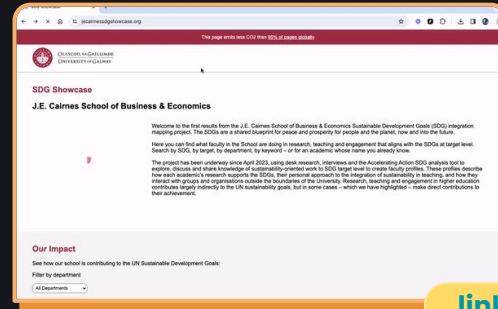 SDG Showcase
jecairnessdgshowcase.org
This page emits less CO2 than 95% of pages globally
OLLSCOIL NA GAILLIMHE
UNIVERSITY OF GALWAY
SDG Showcase
J.E. Cairnes School of Business & Economics
Welcome to the first results from the J.E. Cairnes School of Business & Economics Sustainable Development Goals (SDG) integration
mapping project. The SDGs are a shared blueprint for peace and prosperity for people and the planet, now and into the future.
Here you can find what faculty in the School are doing in research, teaching and engagement that aligns with the SDGs at target level.
Search by SDG, by target, by department, by keyword – or for an academic whose name you already know.
The project has been underway since April 2023, using desk research, interviews and the Accelerating Action SDG analysis tool to
explore, discuss and share knowledge of sustainability-oriented work to SDG target level to create faculty profiles. These profiles describe
how each academic's research supports the SDGs, their personal approach to the integration of sustainability in teaching, and how they
interact with groups and organisations outside the boundaries of the University. Research, teaching and engagement in higher education
contributes largely indirectly to the UN sustainability goals, but in some cases – which we have highlighted – make direct contributions to
their achievement.
Our Impact
See how our school is contributing to the UN Sustainable Development Goals:
Filter by department
All Departments